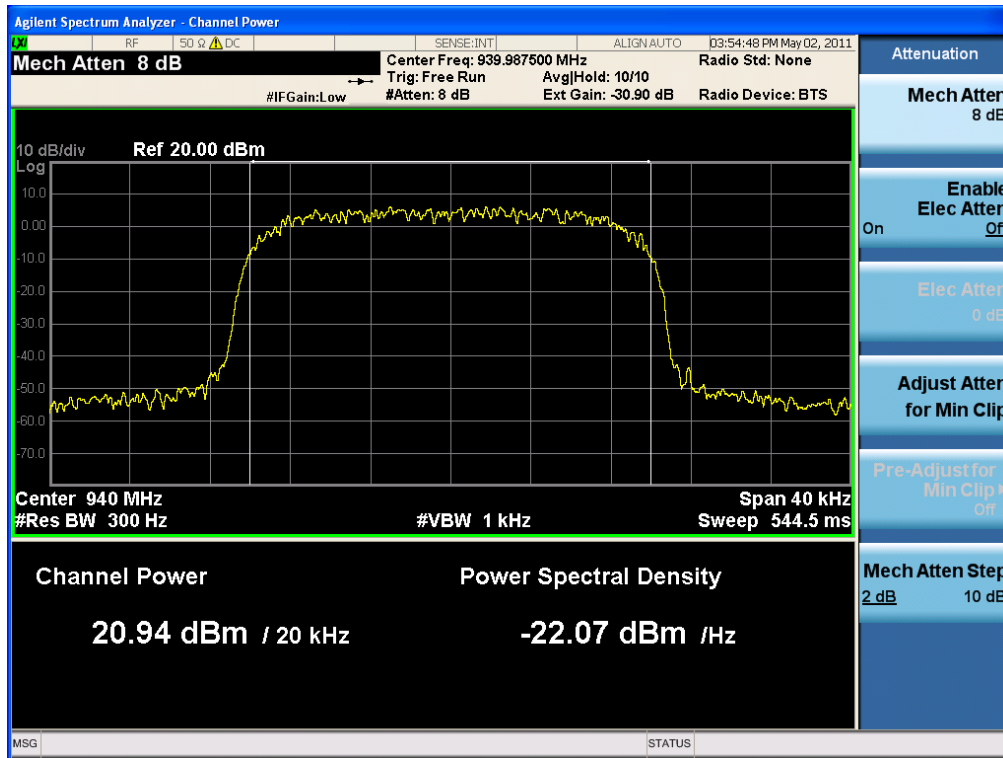 Agilent Spectrum Analyzer - Channel Power
LXI RF 50 Ω DC SENSE:INT ALIGN AUTO 03:54:48 PM May 02, 2011
Mech Atten 8 dB
Center Freq: 939.987500 MHz Radio Std: None
Trig: Free Run Avg|Hold: 10/10
#IFGain:Low #Atten: 8 dB Ext Gain: -30.90 dB Radio Device: BTS
10 dB/div Ref 20.00 dBm
Log
10.0
0.00
-10.0
-20.0
-30.0
-40.0
-50.0
-60.0
-70.0
Center 940 MHz Span 40 kHz
#Res BW 300 Hz #VBW 1 kHz Sweep 544.5 ms
Channel Power Power Spectral Density
20.94 dBm / 20 kHz -22.07 dBm /Hz
MSG STATUS
Attenuation
Mech Atten
8 dB
Enable
Elec Atten
On Off
Elec Atten
0 dB
Adjust Atten
for Min Clip
Pre-Adjust for
Min Clip
Off
Mech Atten Step
2 dB 10 dB